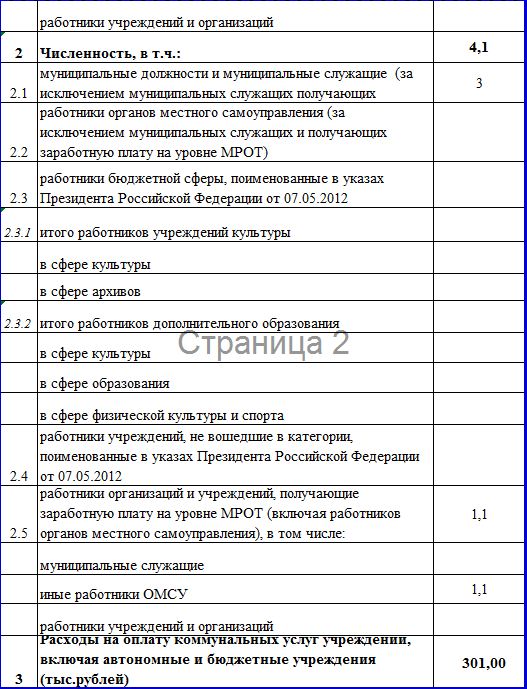 работники учреждений и организаций
2 Численность, в т.ч.: 4,1
муниципальные должности и муниципальные служащие (за
исключением муниципальных служащих получающих
2.1 3
работники органов местного самоуправления (за
исключением муниципальных служащих и получающих
2.2 заработную плату на уровне МРОТ)
работники бюджетной сферы, поименованные в указах
2.3 Президента Российской Федерации от 07.05.2012
2.3.1 итого работников учреждений культуры
в сфере культуры
в сфере архивов
2.3.2 итого работников дополнительного образования
Страница 2
в сфере культуры
в сфере образования
в сфере физической культуры и спорта
работники учреждений, не вошедшие в категории,
поименованные в указах Президента Российской Федерации
2.4 от 07.05.2012
работники организаций и учреждений, получающие
заработную плату на уровне МРОТ (включая работников 1,1
2.5 органов местного самоуправления), в том числе:
муниципальные служащие
иные работники ОМСУ 1,1
работники учреждений и организаций
Расходы на оплату коммунальных услуг учреждений,
включая автономные и бюджетные учреждения 301,00
3 (тыс.рублей)